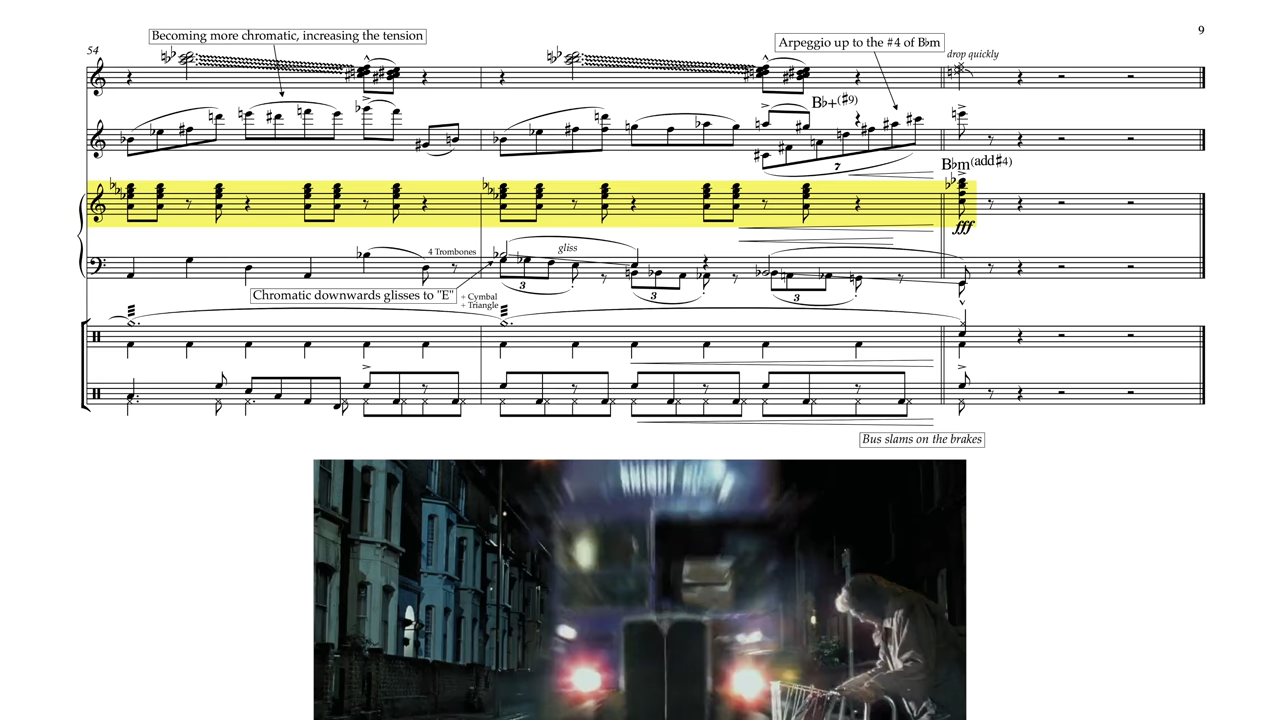 9
Becoming more chromatic, increasing the tension
Arpeggio up to the #4 of B♭m
54
drop quickly
B♭+(♯9)
7
B♭m(add♯4)
fff
4 Trombones
gliss
3
3
3
Chromatic downwards glisses to "E"
+ Cymbal
+ Triangle
Bus slams on the brakes